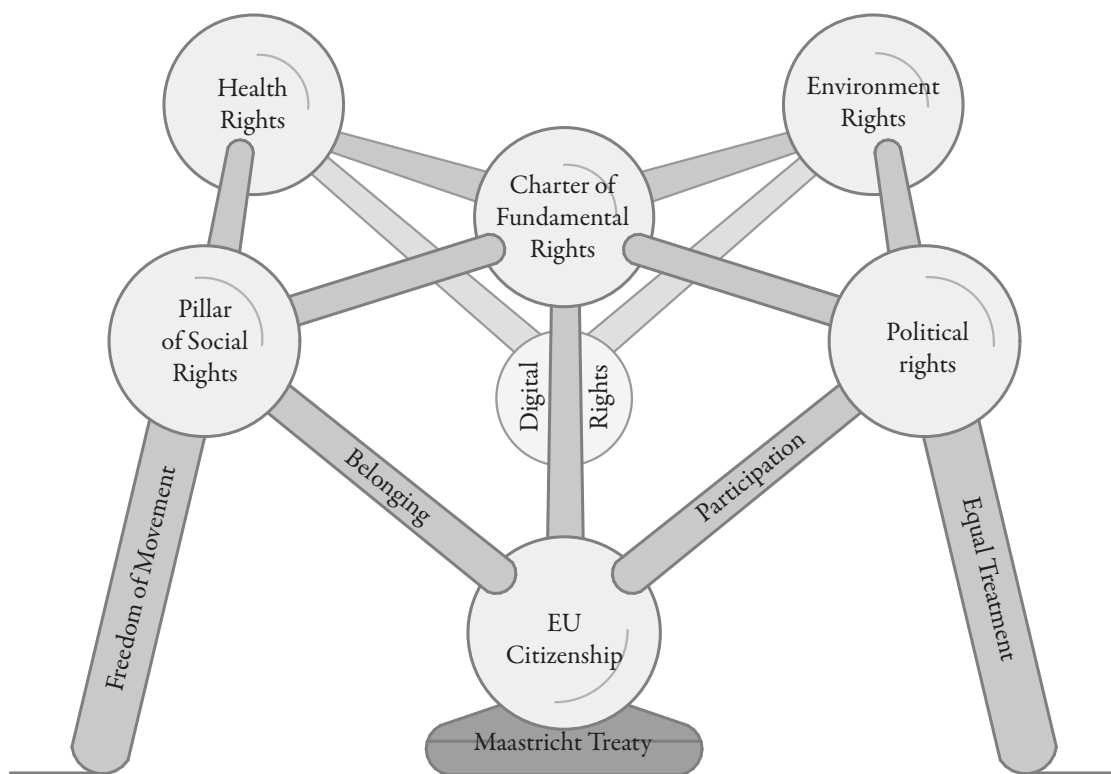 Health
Rights
Environment
Rights
Charter of
Fundamental
Rights
Pillar
of Social
Rights
Political
rights
Digital
Rights
Belonging
Participation
Freedom of Movement
Equal Treatment
EU
Citizenship
Maastricht Treaty